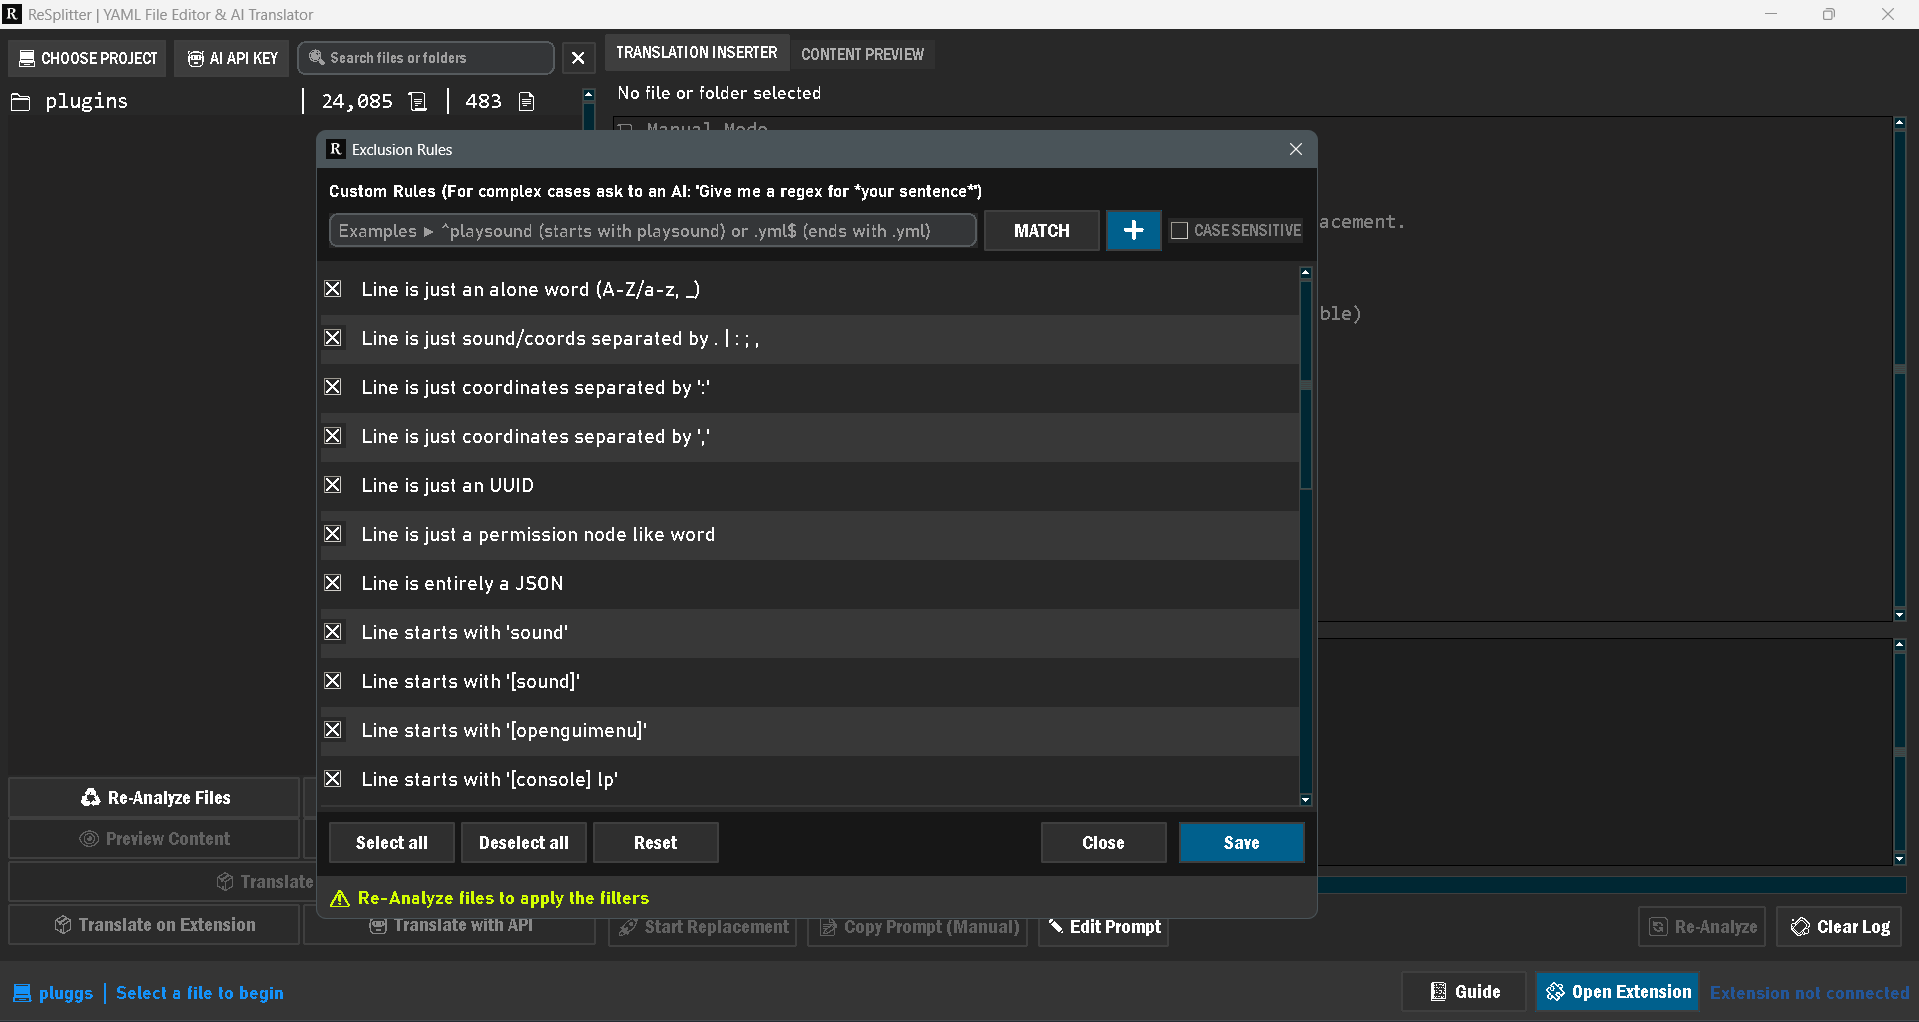 R ReSplitter | YAML File Editor & AI Translator
CHOOSE PROJECT
AI API KEY
Search files or folders
TRANSLATION INSERTER
CONTENT PREVIEW
plugins | 24,085 | 483
No file or folder selected
Manual Mode
R Exclusion Rules
Custom Rules (For complex cases ask to an AI: 'Give me a regex for *your sentence*')
Examples ▸ ^playsound (starts with playsound) or .yml$ (ends with .yml)
MATCH
+
CASE SENSITIVE
acement.
ble)
Line is just an alone word (A-Z/a-z, _)
Line is just sound/coords separated by . | : ; ,
Line is just coordinates separated by ':'
Line is just coordinates separated by ','
Line is just an UUID
Line is just a permission node like word
Line is entirely a JSON
Line starts with 'sound'
Line starts with '[sound]'
Line starts with '[openguimenu]'
Line starts with '[console] lp'
Select all
Deselect all
Reset
Close
Save
Re-Analyze files to apply the filters
Re-Analyze Files
Preview Content
Translate
Translate on Extension
Translate with API
Start Replacement
Copy Prompt (Manual)
Edit Prompt
Re-Analyze
Clear Log
pluggs | Select a file to begin
Guide
Open Extension
Extension not connected